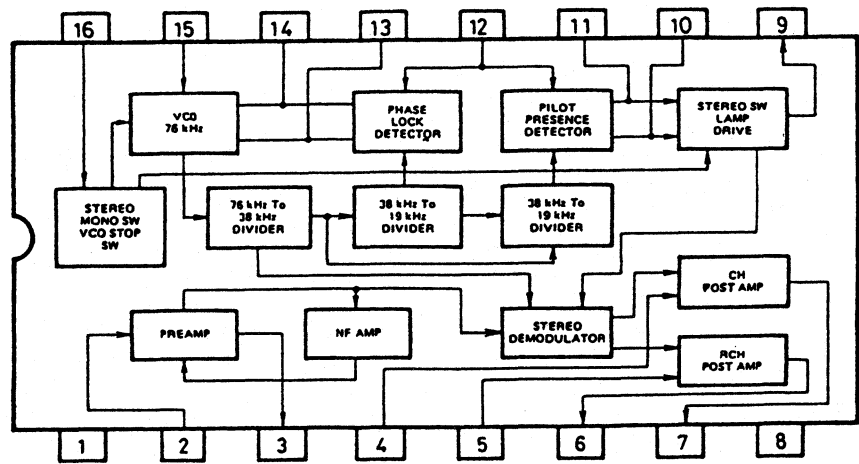 16 15 14 13 12 11 10 9
VCO
76 kHz
PHASE
LOCK
DETECTOR
PILOT
PRESENCE
DETECTOR
STEREO SW
LAMP
DRIVE
STEREO
MONO SW
VCO STOP
SW
76 kHz To
38 kHz
DIVIDER
38 kHz To
19 kHz
DIVIDER
38 kHz To
19 kHz
DIVIDER
PREAMP
NF AMP
STEREO
DEMODULATOR
CH
POST AMP
RCH
POST AMP
1 2 3 4 5 6 7 8